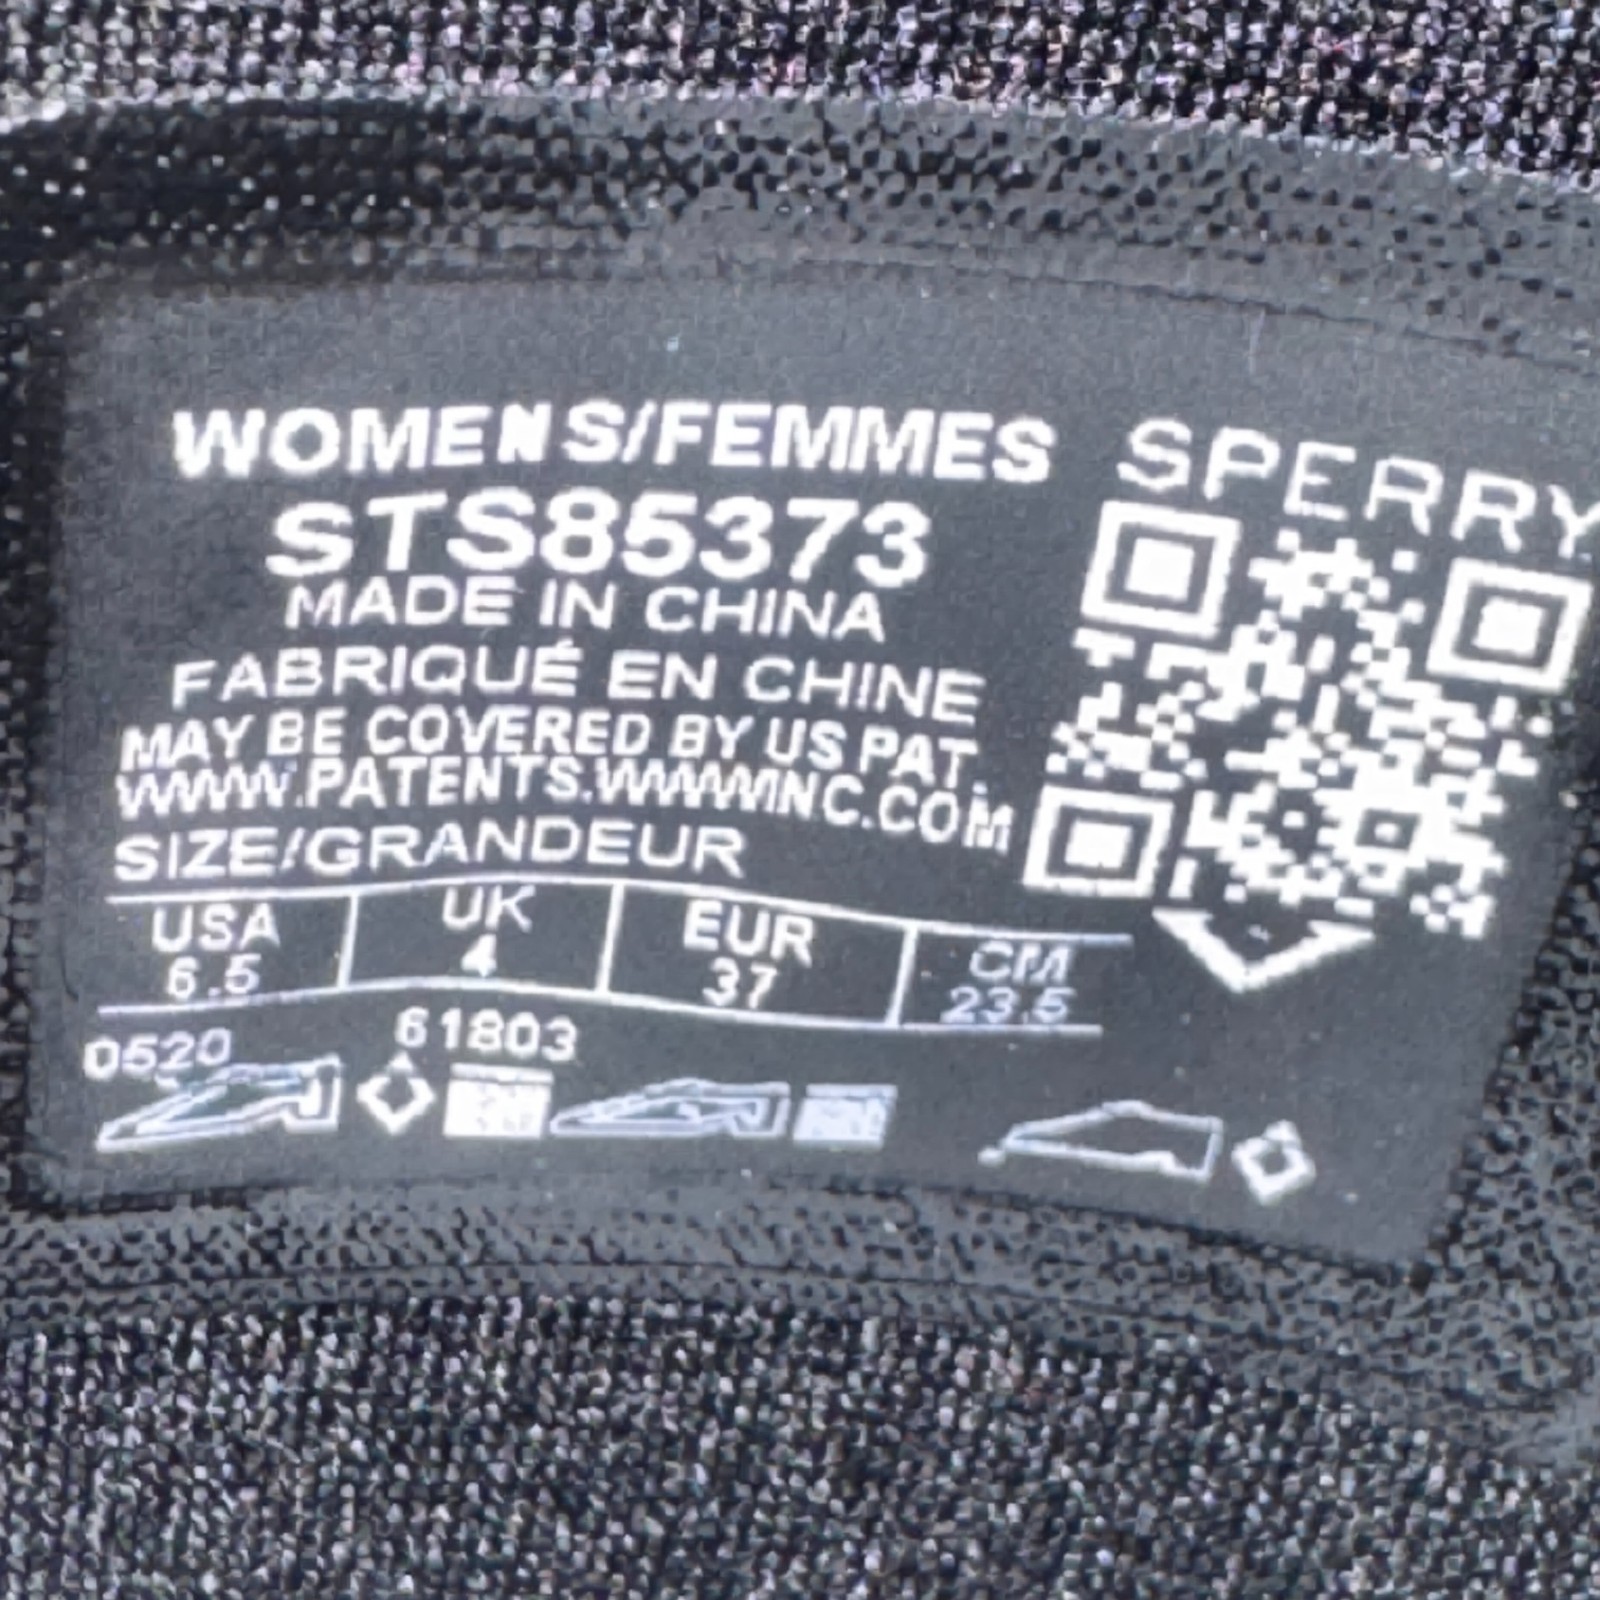 WOMENS/FEMMES
STS85373
MADE IN CHINA
FABRIQUÉ EN CHINE
MAY BE COVERED BY US PAT.
WWW.PATENTS.WWWINC.COM
SIZE/GRANDEUR
USA UK EUR CM
6.5 4 37 23.5
0520 61803
SPERRY